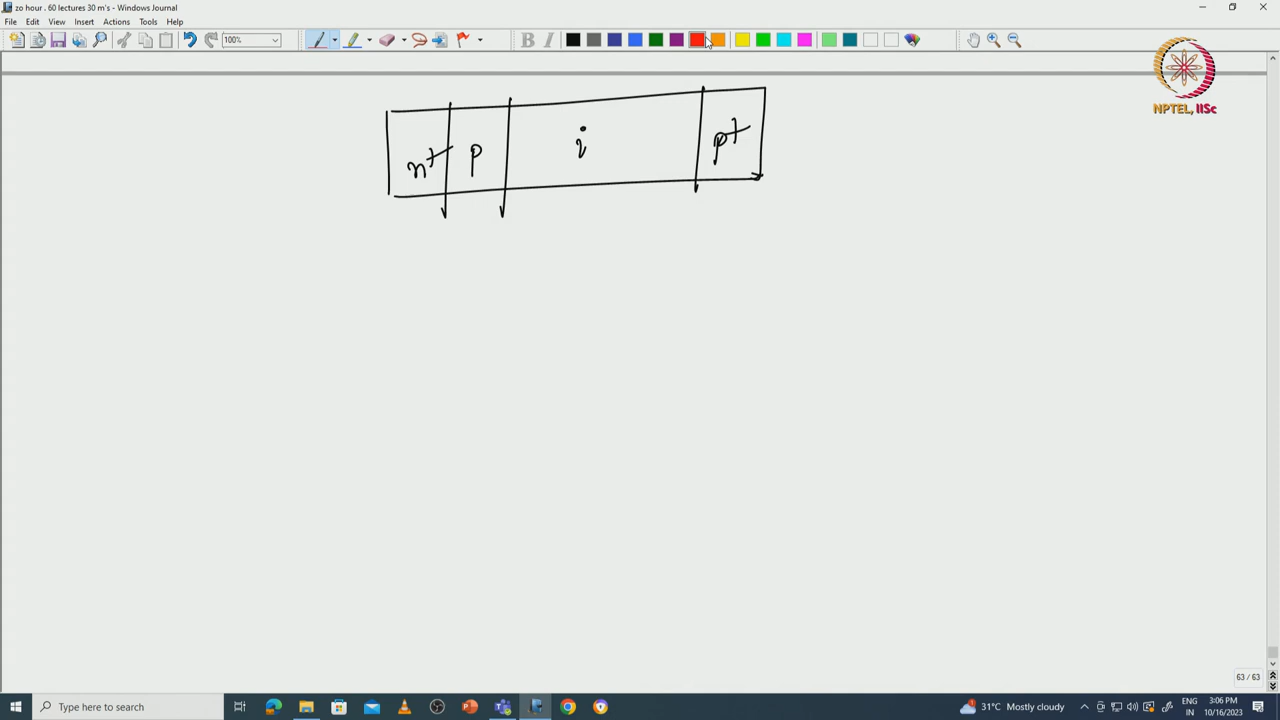 zo hour . 60 lectures 30 m's - Windows Journal
File Edit View Insert Actions Tools Help
100% B I
NPTEL, IISc
n+ p i p+
63 / 63
Type here to search 31°C Mostly cloudy ENG IN 3:06 PM 10/16/2023